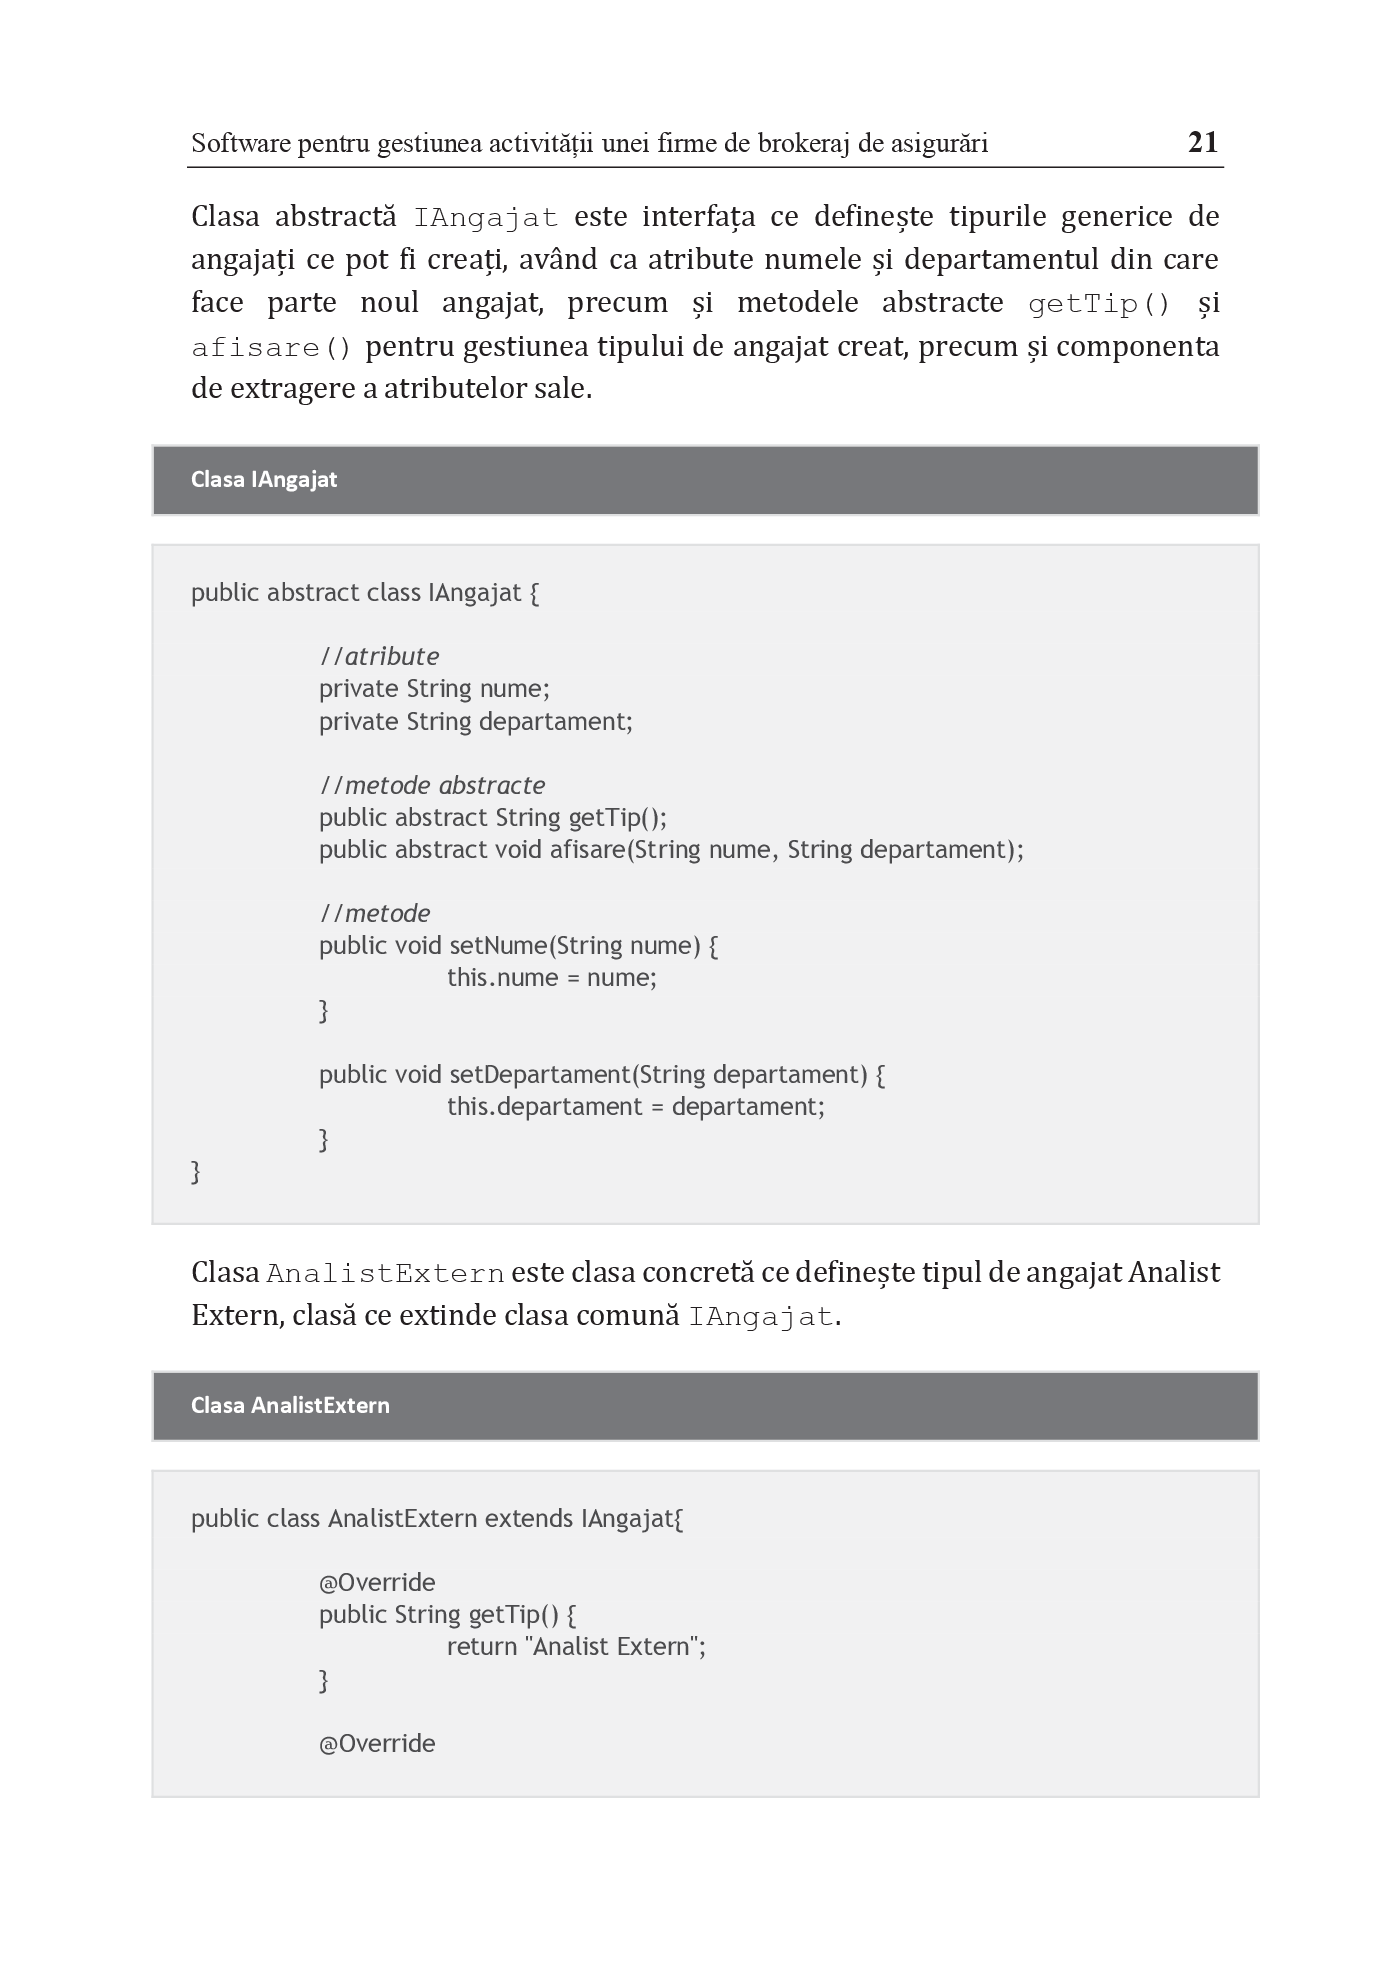 Software pentru gestiunea activității unei firme de brokeraj de asigurări 21
Clasa abstractă IAngajat este interfața ce definește tipurile generice de
angajați ce pot fi creați, având ca atribute numele și departamentul din care
face parte noul angajat, precum și metodele abstracte getTip() și
afisare() pentru gestiunea tipului de angajat creat, precum și componenta
de extragere a atributelor sale.
Clasa IAngajat
public abstract class IAngajat {
//atribute
private String nume;
private String departament;
//metode abstracte
public abstract String getTip();
public abstract void afisare(String nume, String departament);
//metode
public void setNume(String nume) {
this.nume = nume;
}
public void setDepartament(String departament) {
this.departament = departament;
}
}
Clasa AnalistExtern este clasa concretă ce definește tipul de angajat Analist
Extern, clasă ce extinde clasa comună IAngajat.
Clasa AnalistExtern
public class AnalistExtern extends IAngajat{
@Override
public String getTip() {
return "Analist Extern";
}
@Override